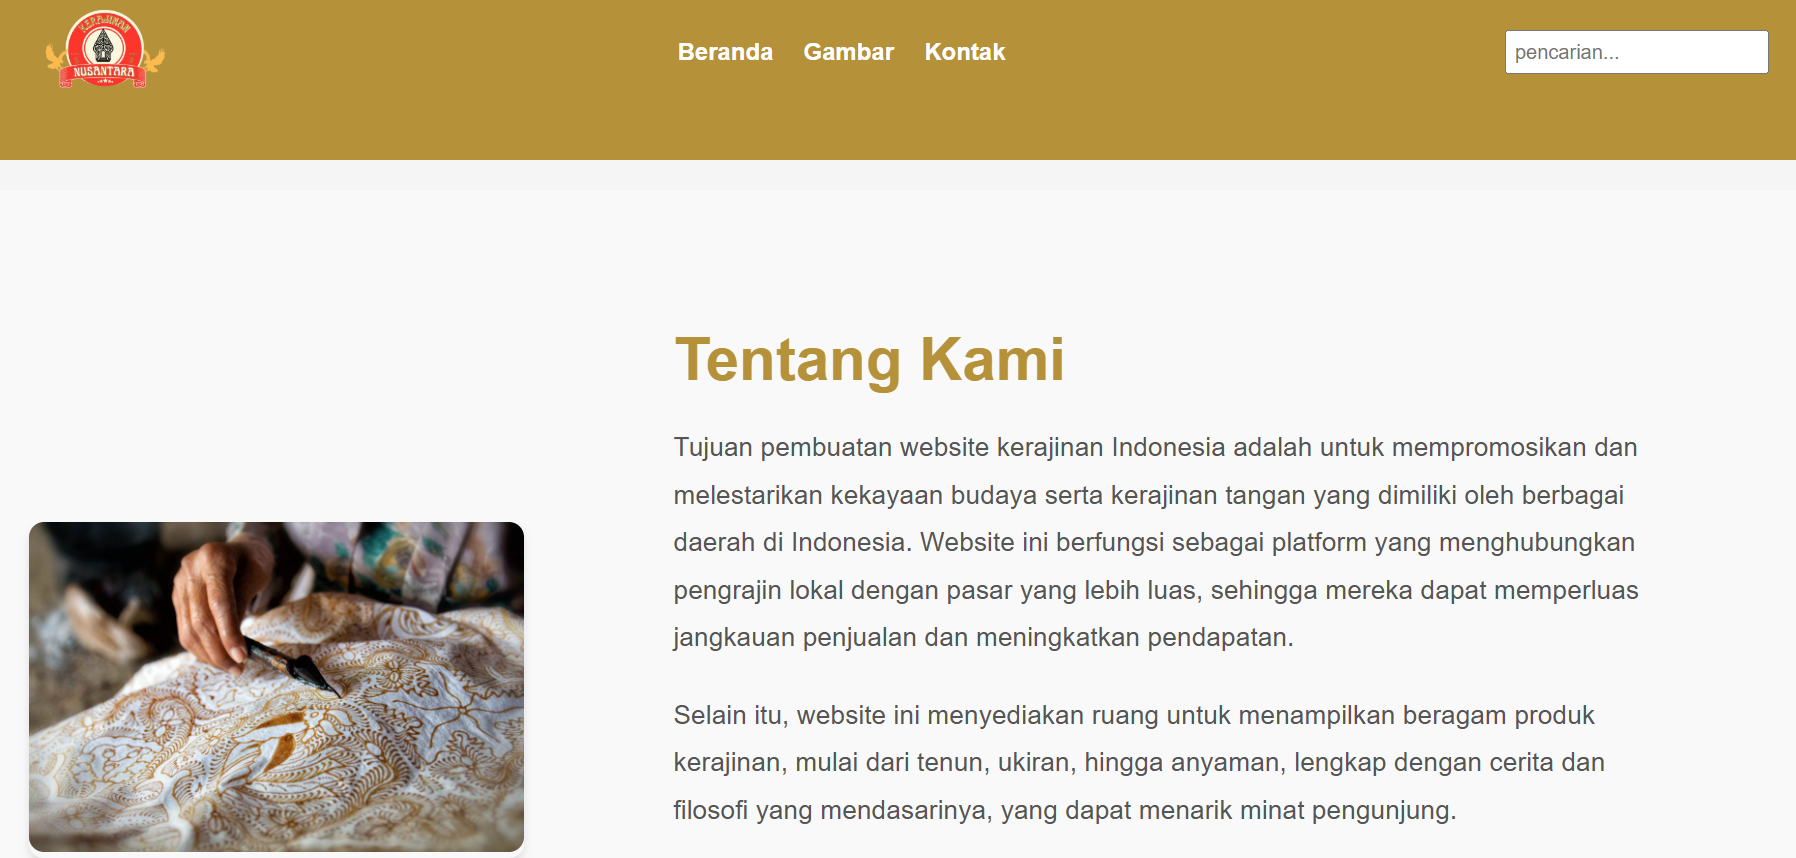 KERAJINAN
NUSANTARA
Beranda Gambar Kontak
pencarian...
Tentang Kami
Tujuan pembuatan website kerajinan Indonesia adalah untuk mempromosikan dan
melestarikan kekayaan budaya serta kerajinan tangan yang dimiliki oleh berbagai
daerah di Indonesia. Website ini berfungsi sebagai platform yang menghubungkan
pengrajin lokal dengan pasar yang lebih luas, sehingga mereka dapat memperluas
jangkauan penjualan dan meningkatkan pendapatan.
Selain itu, website ini menyediakan ruang untuk menampilkan beragam produk
kerajinan, mulai dari tenun, ukiran, hingga anyaman, lengkap dengan cerita dan
filosofi yang mendasarinya, yang dapat menarik minat pengunjung.